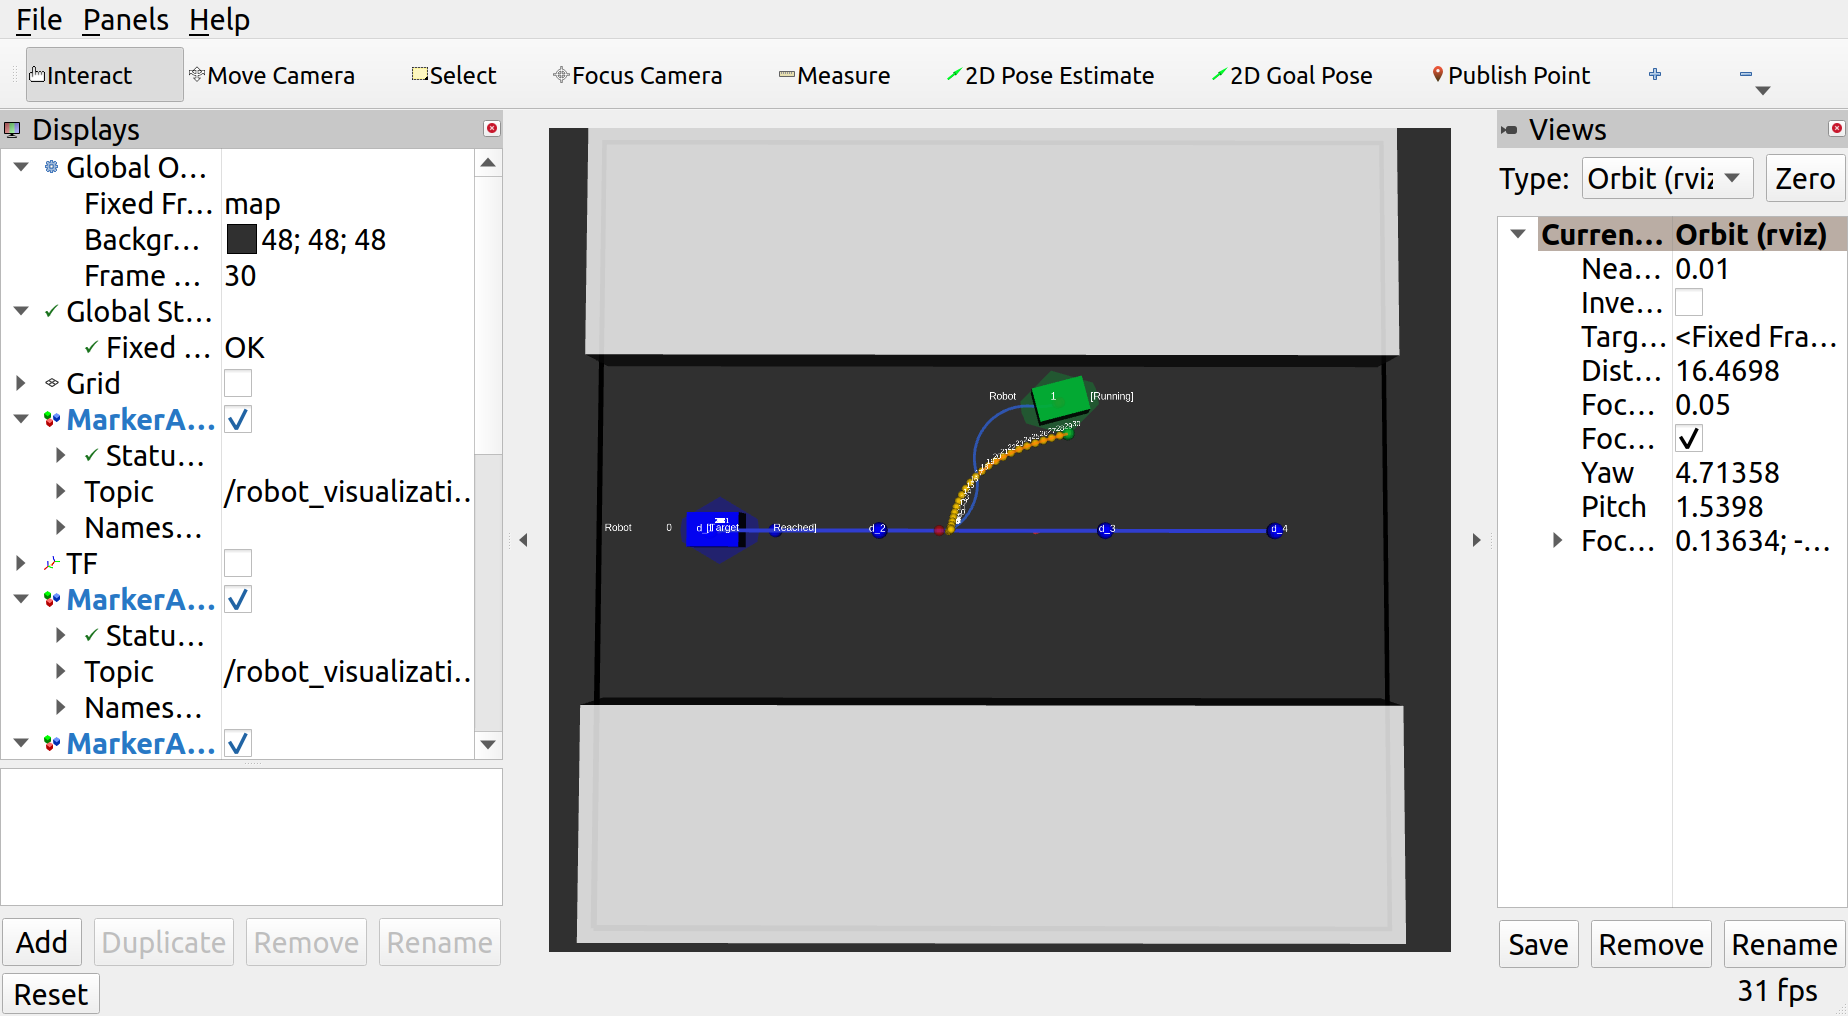 File Panels Help
Interact Move Camera Select Focus Camera Measure 2D Pose Estimate 2D Goal Pose Publish Point
Displays
Global O...
Fixed Fr... map
Backgr... 48; 48; 48
Frame ... 30
Global St...
Fixed ... OK
Grid
MarkerA...
Statu...
Topic /robot_visualizati..
Names...
TF
MarkerA...
Statu...
Topic /robot_visualizati..
Names...
MarkerA...
Add Duplicate Remove Rename
Reset
Robot 1 [Running]
Robot 0 Reached] d_2 d_3 d_4
Views
Type: Orbit (rviz Zero
Curren... Orbit (rviz)
Nea... 0.01
Inve...
Targ... <Fixed Fra...
Dist... 16.4698
Foc... 0.05
Foc...
Yaw 4.71358
Pitch 1.5398
Foc... 0.13634; -...
Save Remove Rename
31 fps